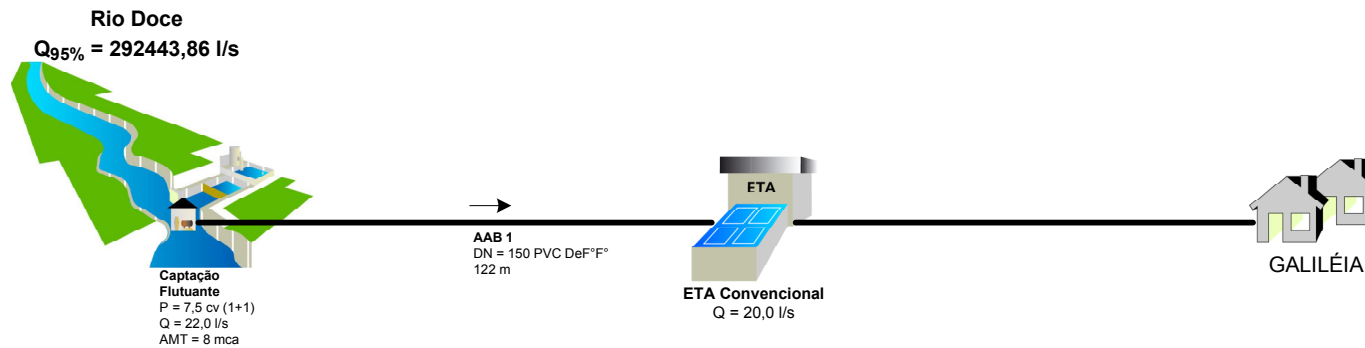 Rio Doce
Q95% = 292443,86 l/s
ETA
AAB 1
DN = 150 PVC DeF°F°
122 m
Captação
Flutuante
P = 7,5 cv (1+1)
Q = 22,0 l/s
AMT = 8 mca
ETA Convencional
Q = 20,0 l/s
GALILÉIA